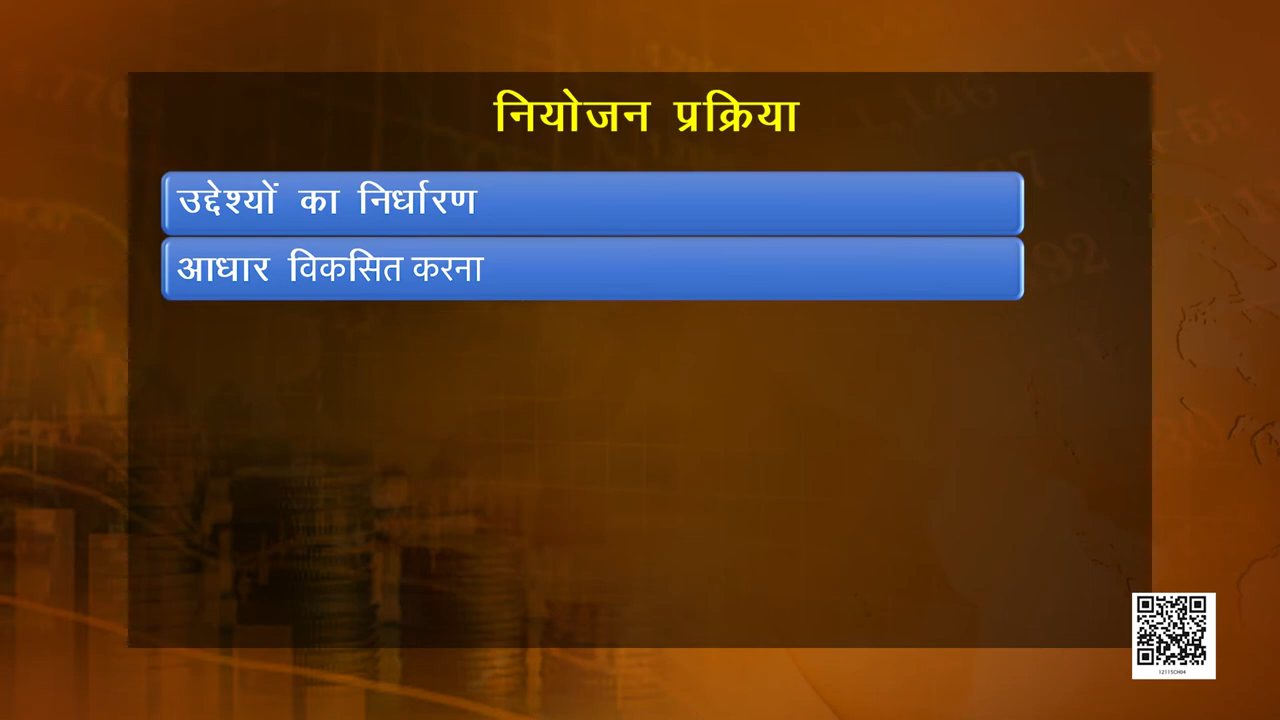 नियोजन प्रक्रिया
उद्देश्यों का निर्धारण
आधार विकसित करना